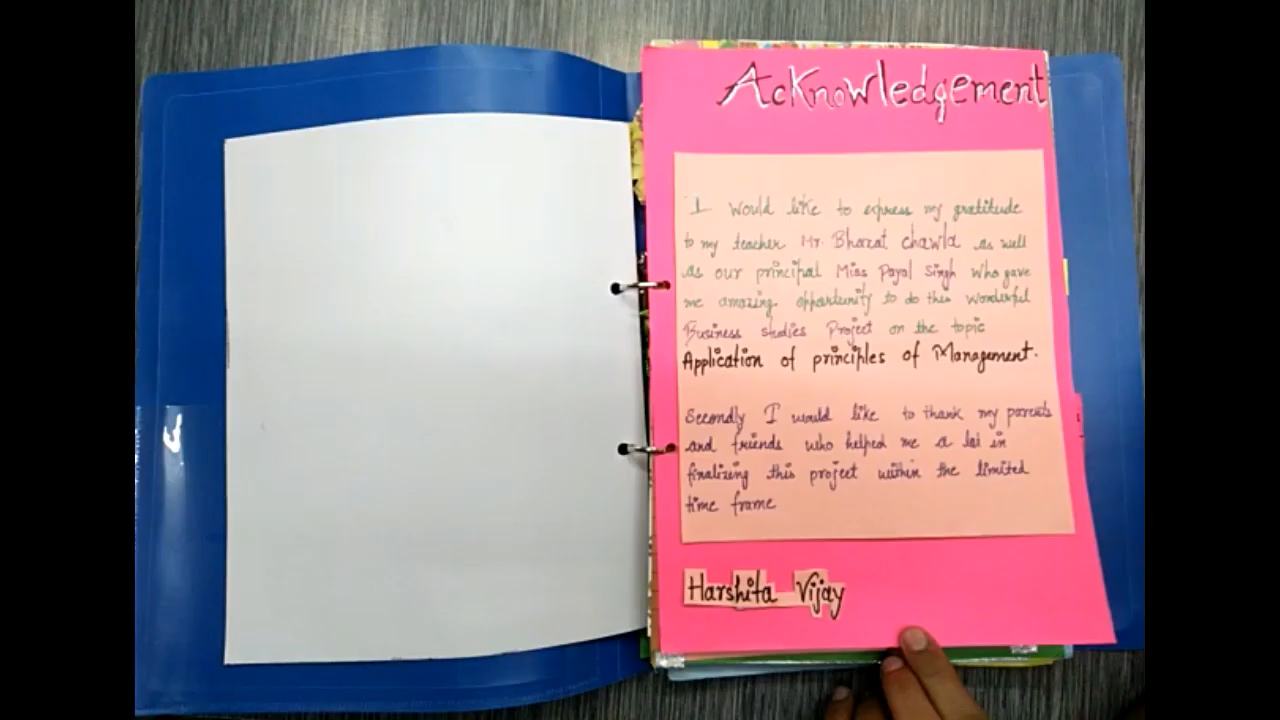 Acknowledgement
I would like to express my gratitude
to my teacher Mr. Bharat Chawla as well
as our principal Miss Payal Singh who gave
me amazing opportunity to do this wonderful
Business studies Project on the topic
Application of principles of Management.
Secondly I would like to thank my parents
and friends who helped me a lot in
finalizing this project within the limited
time frame
Harshita Vijay